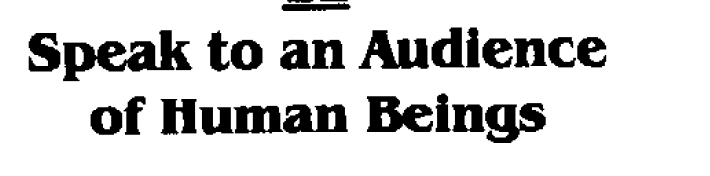 Speak to an Audience
of Human Beings